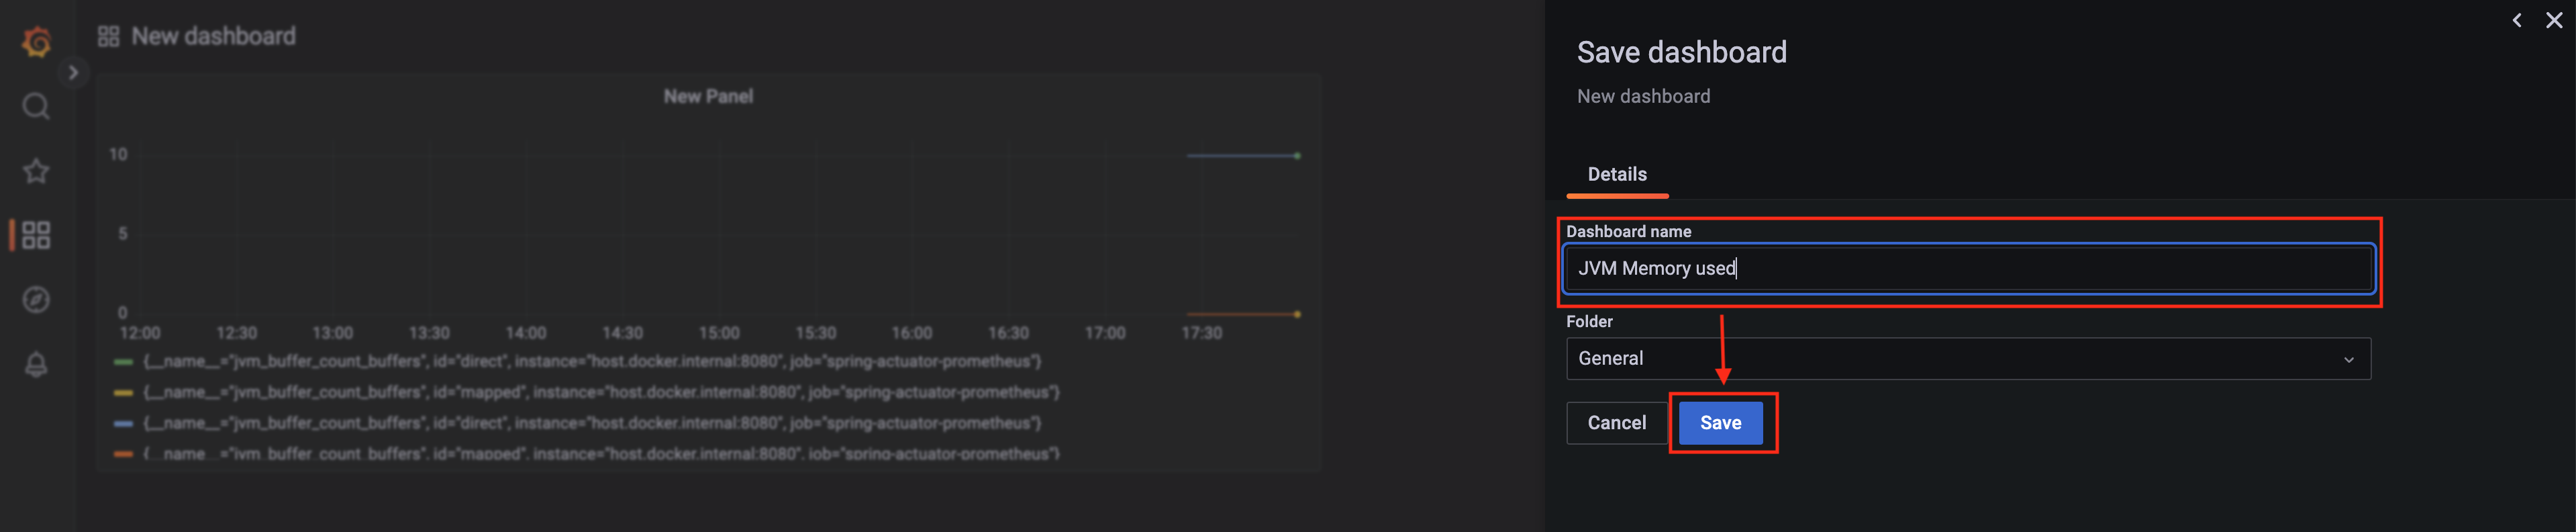 New dashboard
New Panel
10
5
0
12:00 12:30 13:00 13:30 14:00 14:30 15:00 15:30 16:00 16:30 17:00 17:30
{__name__="jvm_buffer_count_buffers", id="direct", instance="host.docker.internal:8080", job="spring-actuator-prometheus"}
{__name__="jvm_buffer_count_buffers", id="mapped", instance="host.docker.internal:8080", job="spring-actuator-prometheus"}
{__name__="jvm_buffer_count_buffers", id="direct", instance="host.docker.internal:8080", job="spring-actuator-prometheus"}
{__name__="jvm_buffer_count_buffers", id="mapped", instance="host.docker.internal:8080", job="spring-actuator-prometheus"}
Save dashboard
New dashboard
Details
Dashboard name
JVM Memory used
Folder
General
Cancel Save